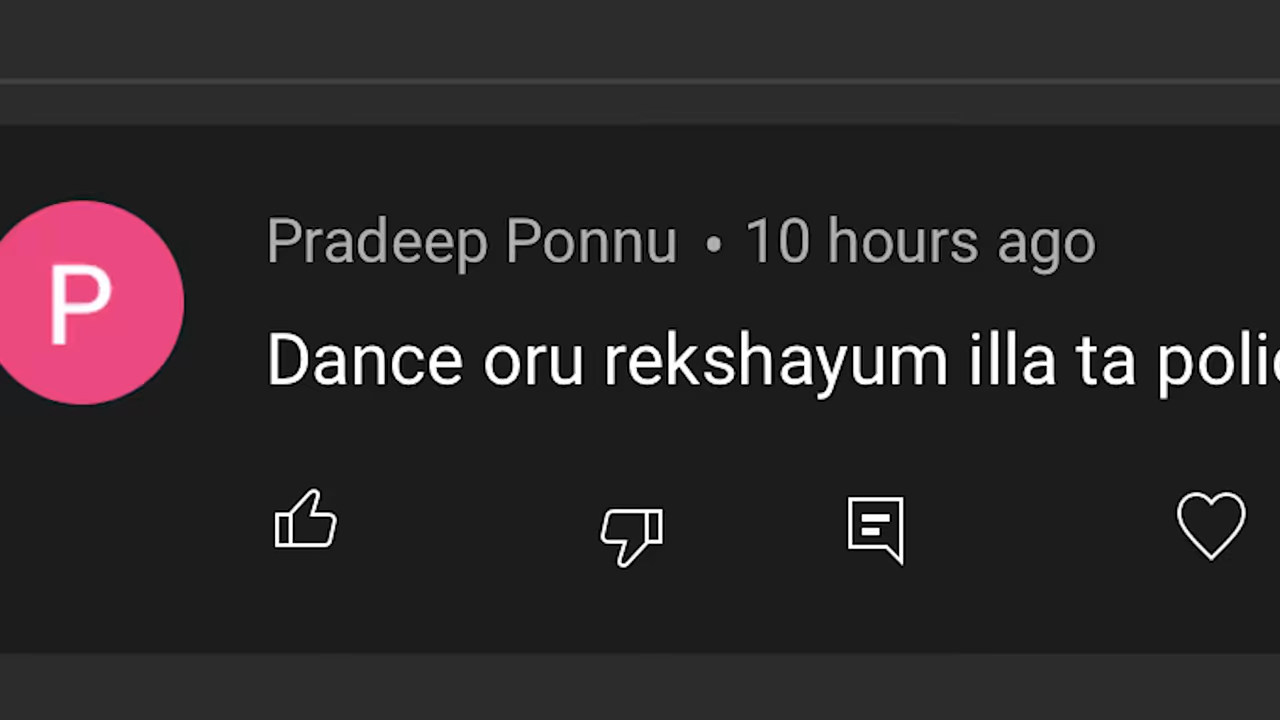 P
Pradeep Ponnu • 10 hours ago
Dance oru rekshayum illa ta